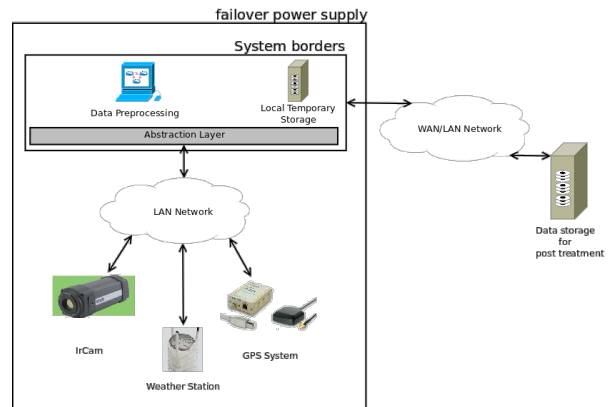 failover power supply
System borders
Data Preprocessing
Local Temporary
Storage
Abstraction Layer
WAN/LAN Network
LAN Network
Data storage
for
post treatment
IrCam
GPS System
Weather Station